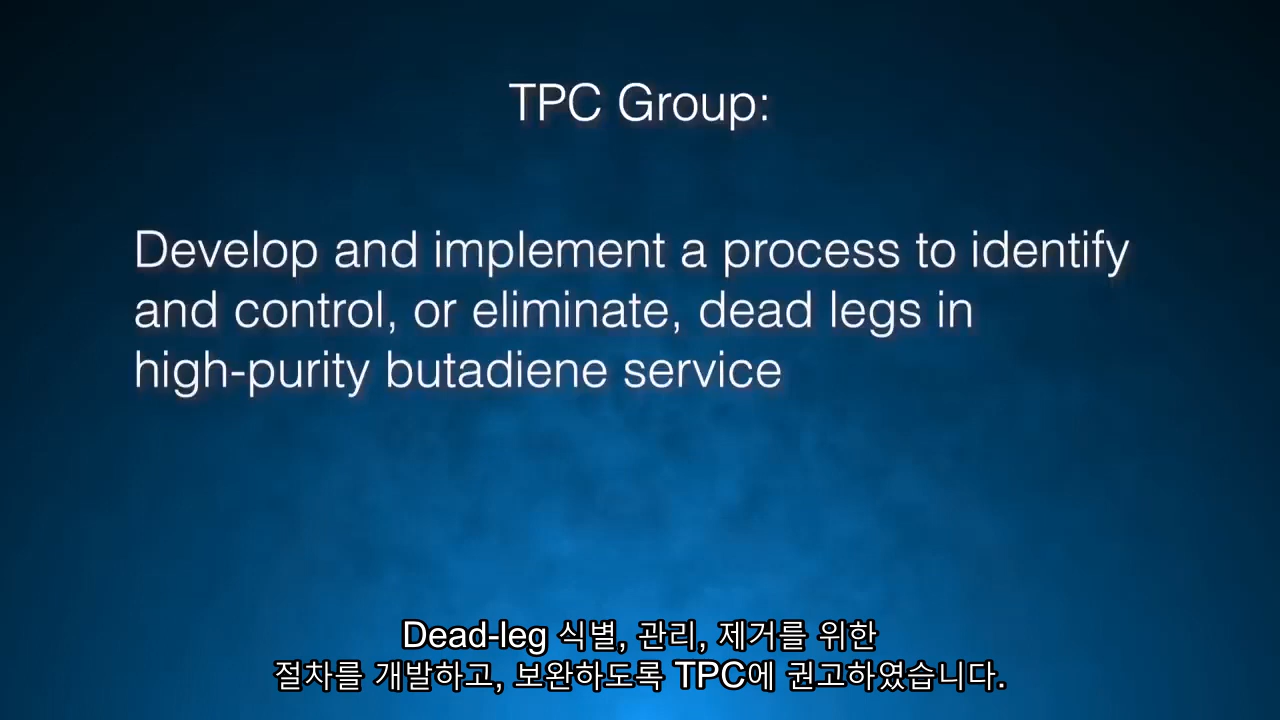 TPC Group:
Develop and implement a process to identify
and control, or eliminate, dead legs in
high-purity butadiene service
Dead-leg 식별, 관리, 제거를 위한
절차를 개발하고, 보완하도록 TPC에 권고하였습니다.